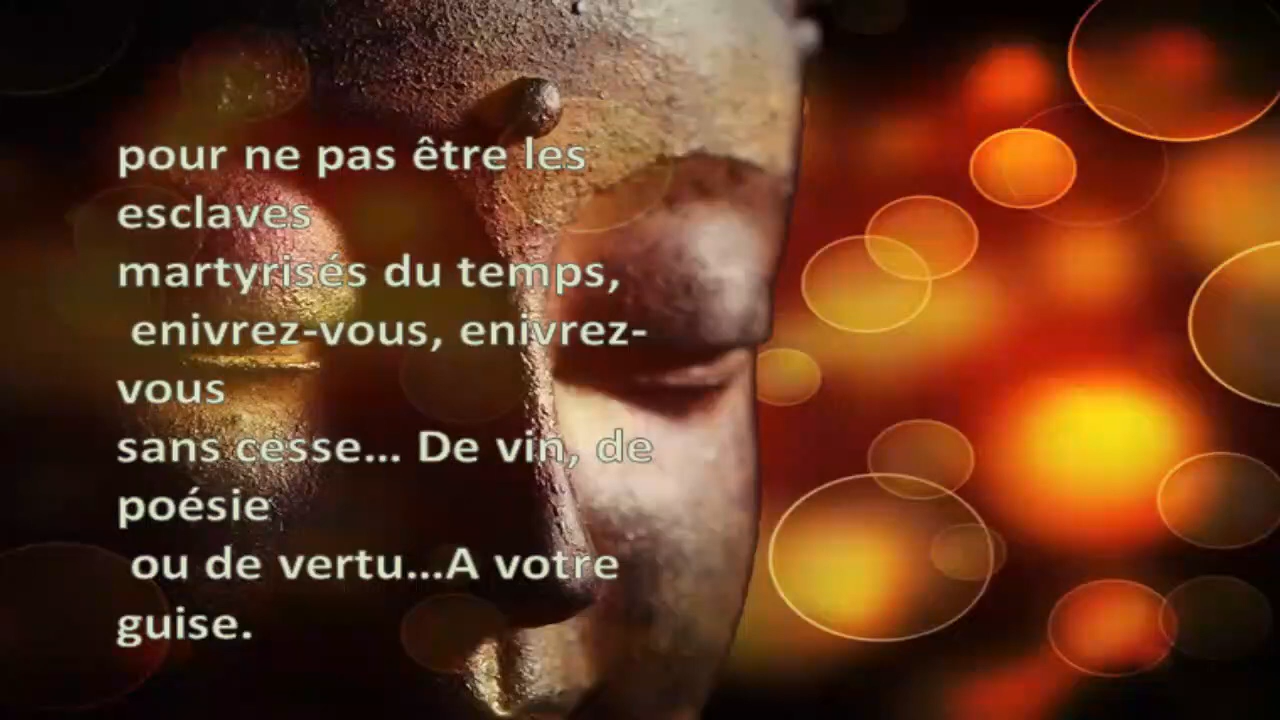 pour ne pas être les
esclaves
martyrisés du temps,
enivrez-vous, enivrez-
vous
sans cesse... De vin, de
poésie
ou de vertu...A votre
guise.